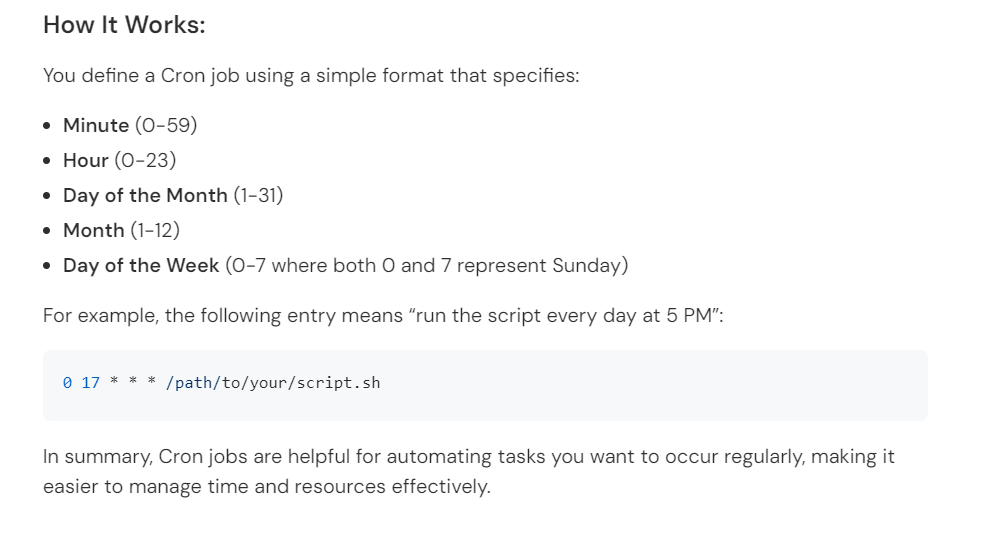 How It Works:
You define a Cron job using a simple format that specifies:
• Minute (0–59)
• Hour (0–23)
• Day of the Month (1–31)
• Month (1–12)
• Day of the Week (0–7 where both 0 and 7 represent Sunday)
For example, the following entry means “run the script every day at 5 PM”:
0 17 * * * /path/to/your/script.sh
In summary, Cron jobs are helpful for automating tasks you want to occur regularly, making it
easier to manage time and resources effectively.